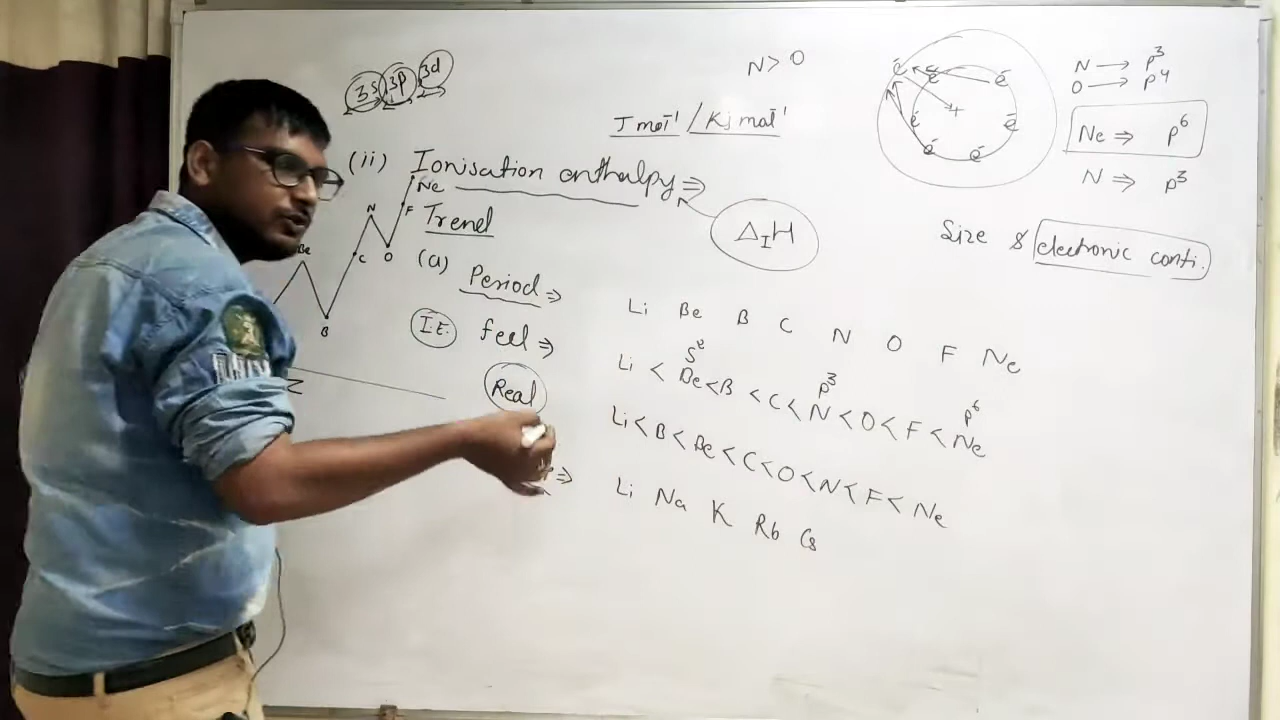 3s 3p 3d
N > O
J mol⁻¹ / Kj mol⁻¹
(ii) Ionisation enthalpy ⇒
Δ_I H
Trend
(a) Period ⇒
I.E. feel ⇒
Real
⇒
Be
B
C
N
O
F
Ne
Z
Li Be B C N O F Ne
s²
p³
p⁶
Li < Be < B < C < N < O < F < Ne
Li < B < Be < C < O < N < F < Ne
Li Na K Rb Cs
e⁻ e⁻ e⁻ e⁻ e⁻ e⁻ e⁻
+
N → p³
O → p⁴
Ne ⇒ p⁶
N ⇒ p³
Size & electronic confi.